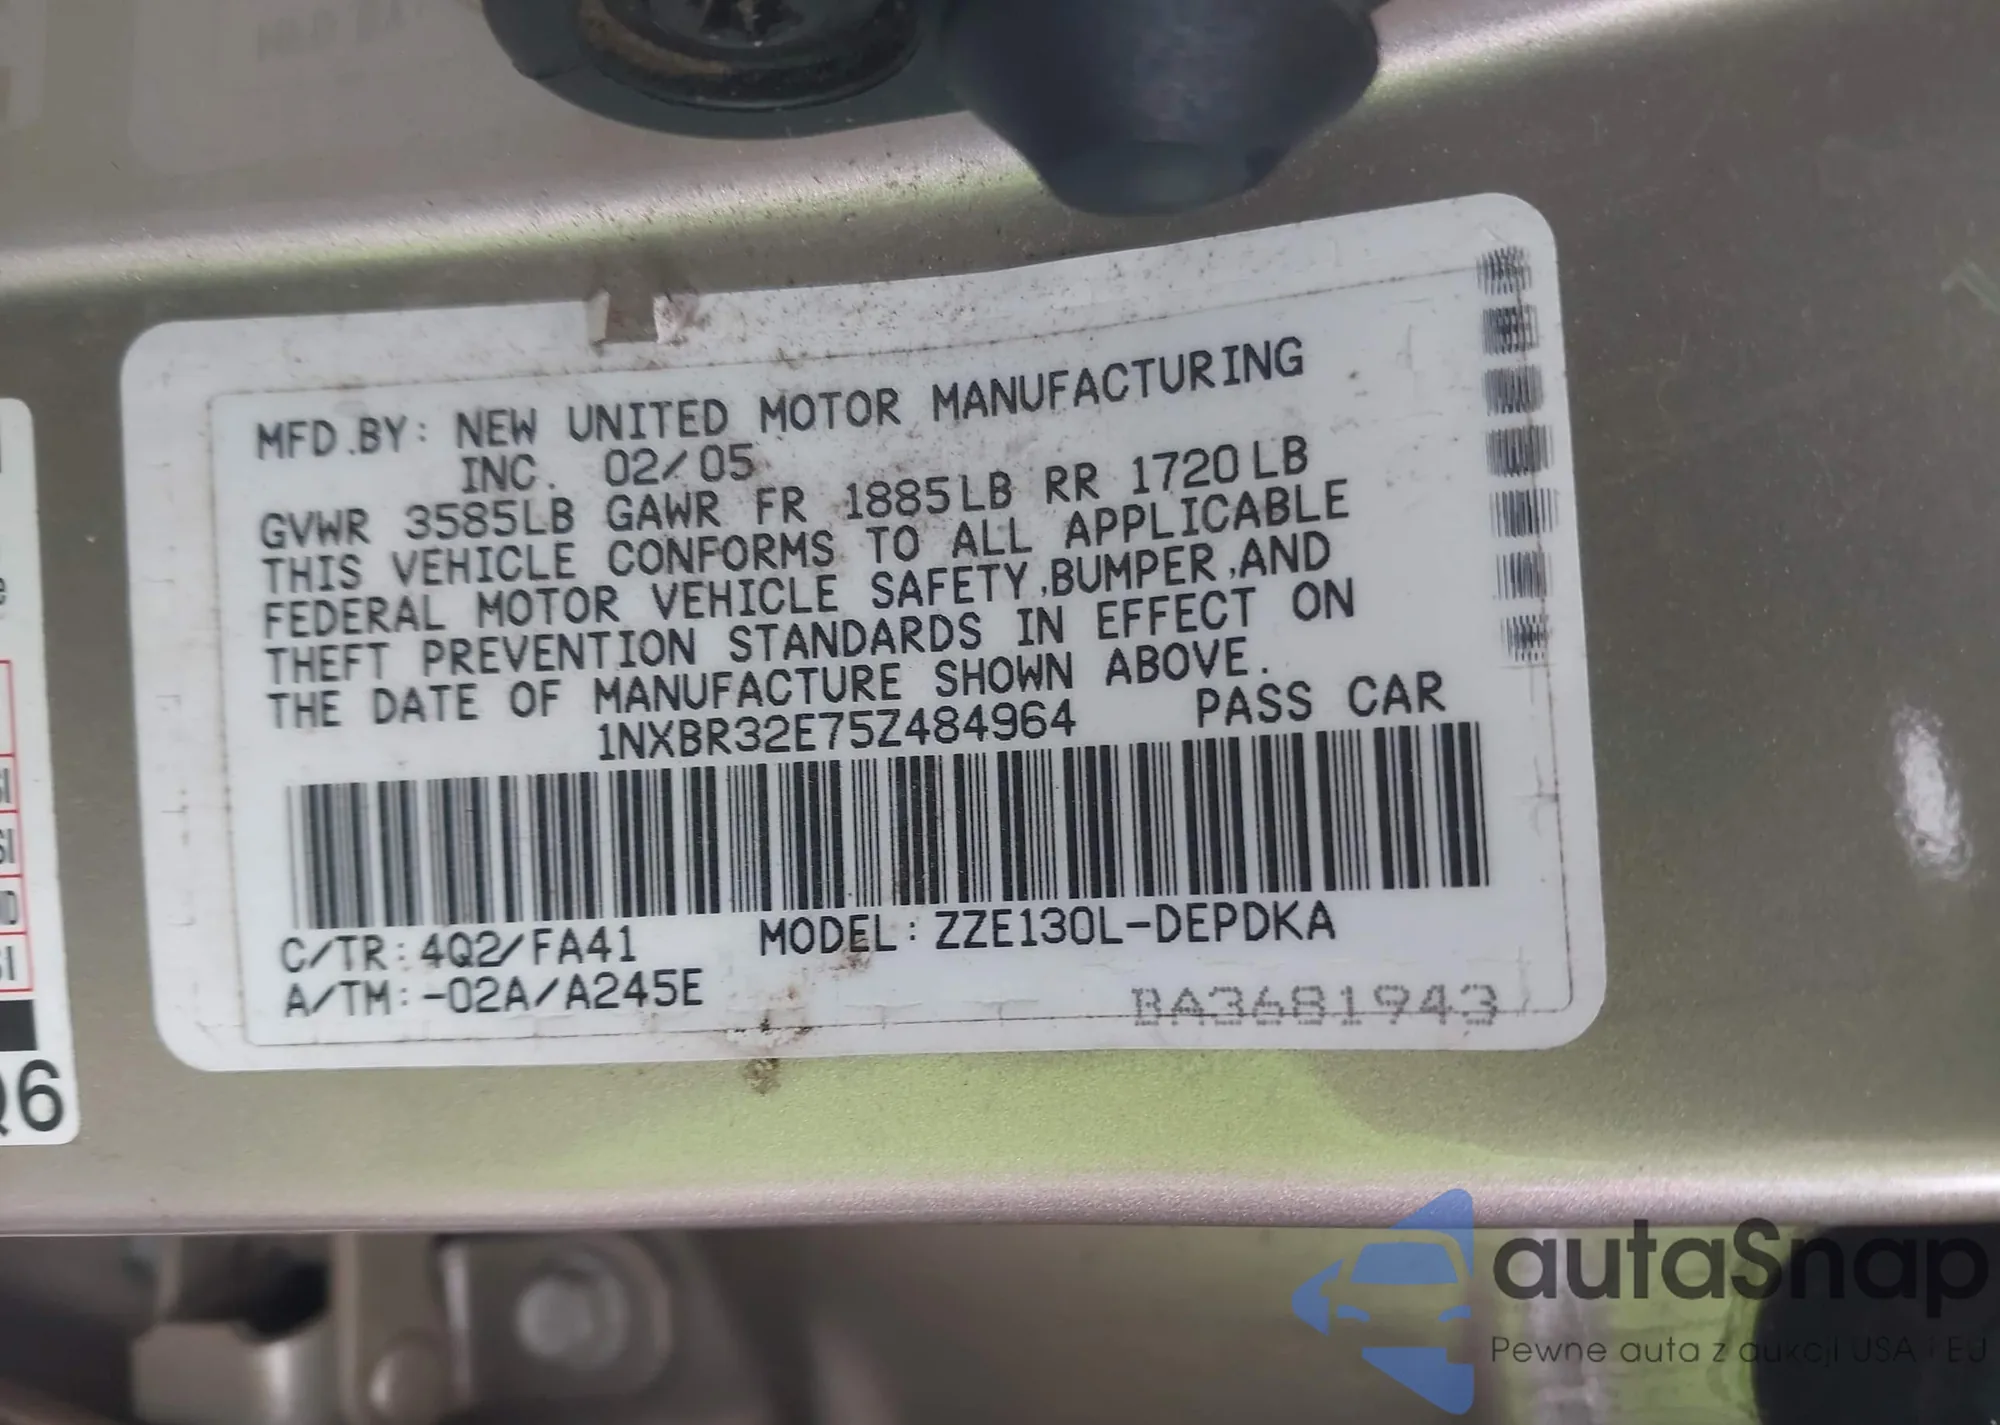 MFD.BY: NEW UNITED MOTOR MANUFACTURING
INC. 02/05
GVWR 3585LB GAWR FR 1885LB RR 1720LB
THIS VEHICLE CONFORMS TO ALL APPLICABLE
FEDERAL MOTOR VEHICLE SAFETY,BUMPER,AND
THEFT PREVENTION STANDARDS IN EFFECT ON
THE DATE OF MANUFACTURE SHOWN ABOVE.
1NXBR32E75Z484964 PASS CAR
C/TR: 4Q2/FA41 MODEL: ZZE130L-DEPDKA
A/TM: -02A/A245E
BA3681943
autaSnap
Pewne auta z aukcji USA i EU